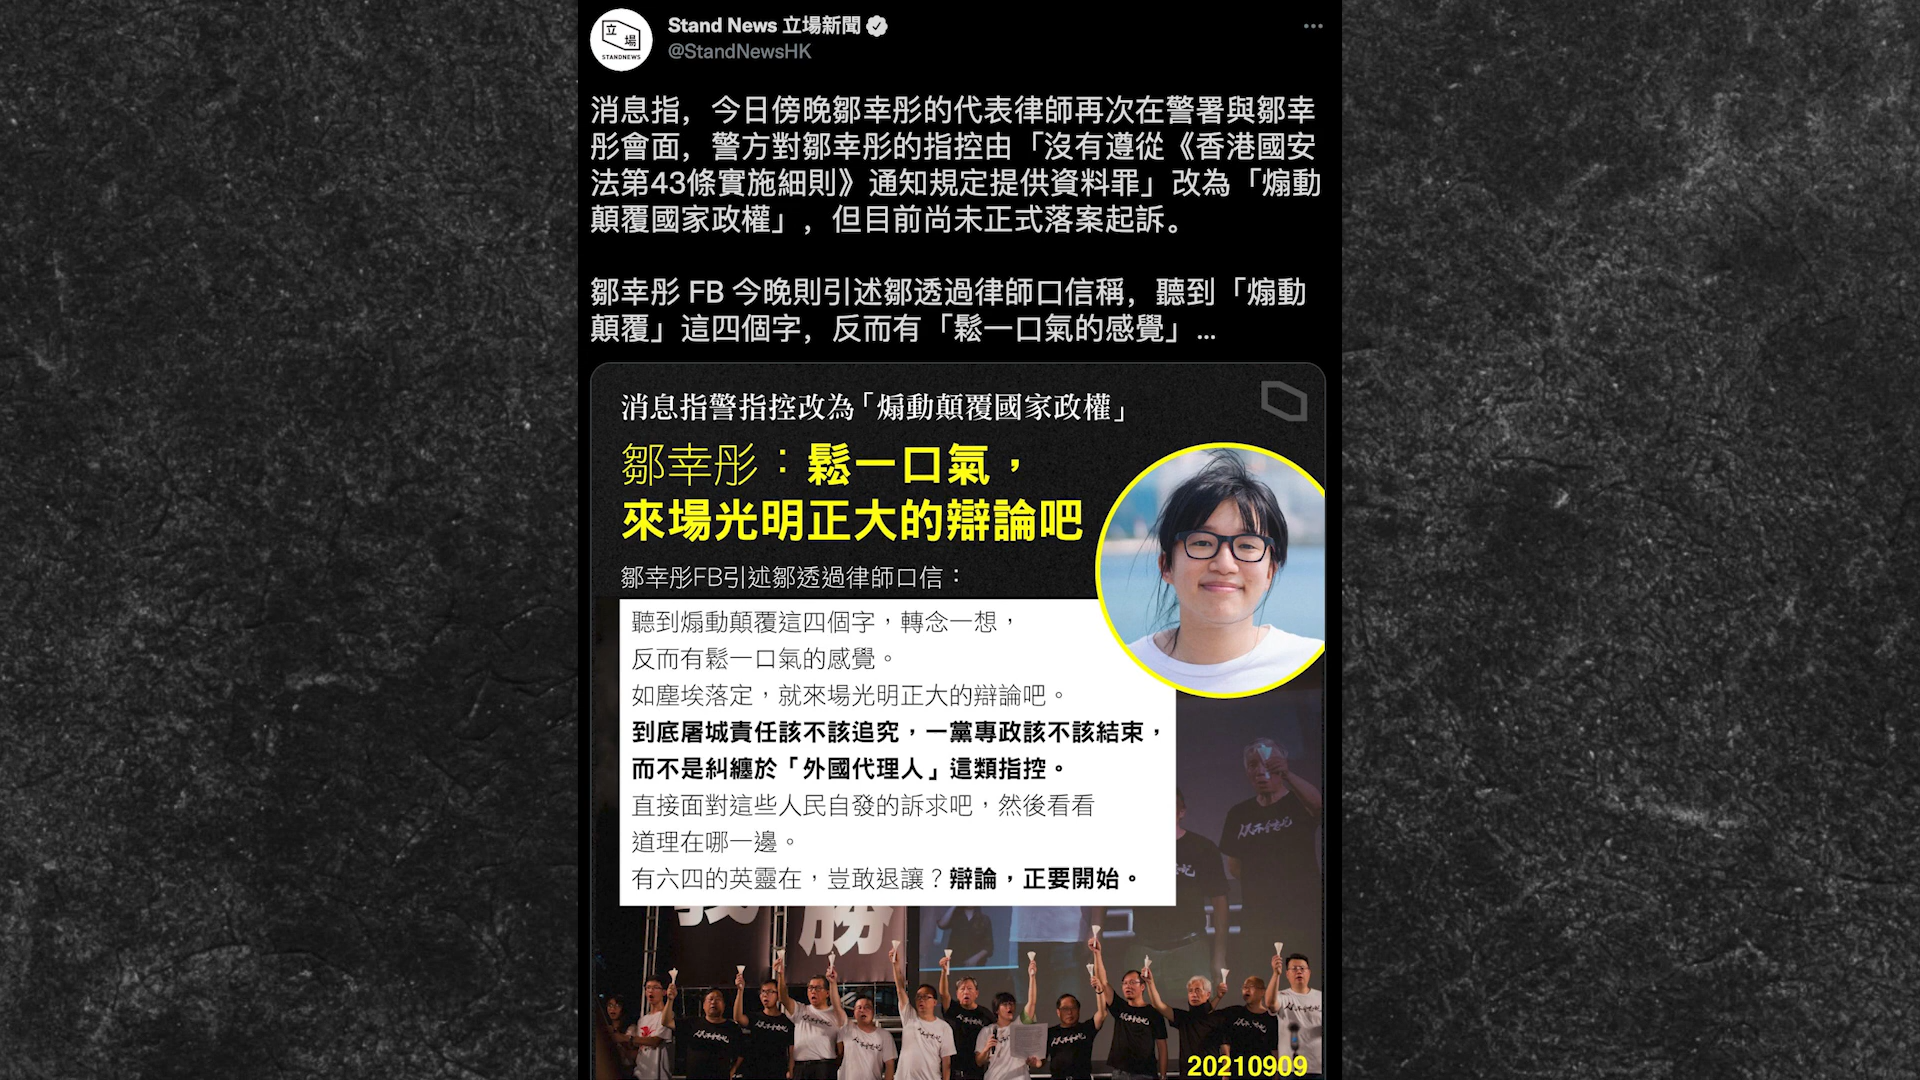 立
場
STANDNEWS
Stand News 立場新聞
@StandNewsHK
消息指，今日傍晚鄒幸彤的代表律師再次在警署與鄒幸
彤會面，警方對鄒幸彤的指控由「沒有遵從《香港國安
法第43條實施細則》通知規定提供資料罪」改為「煽動
顛覆國家政權」，但目前尚未正式落案起訴。
鄒幸彤 FB 今晚則引述鄒透過律師口信稱，聽到「煽動
顛覆」這四個字，反而有「鬆一口氣的感覺」...
消息指警指控改為「煽動顛覆國家政權」
鄒幸彤：鬆一口氣，
來場光明正大的辯論吧
鄒幸彤FB引述鄒透過律師口信：
聽到煽動顛覆這四個字，轉念一想，
反而有鬆一口氣的感覺。
如塵埃落定，就來場光明正大的辯論吧。
到底屠城責任該不該追究，一黨專政該不該結束，
而不是糾纏於「外國代理人」這類指控。
直接面對這些人民自發的訴求吧，然後看看
道理在哪一邊。
有六四的英靈在，豈敢退讓？辯論，正要開始。
勝
20210909